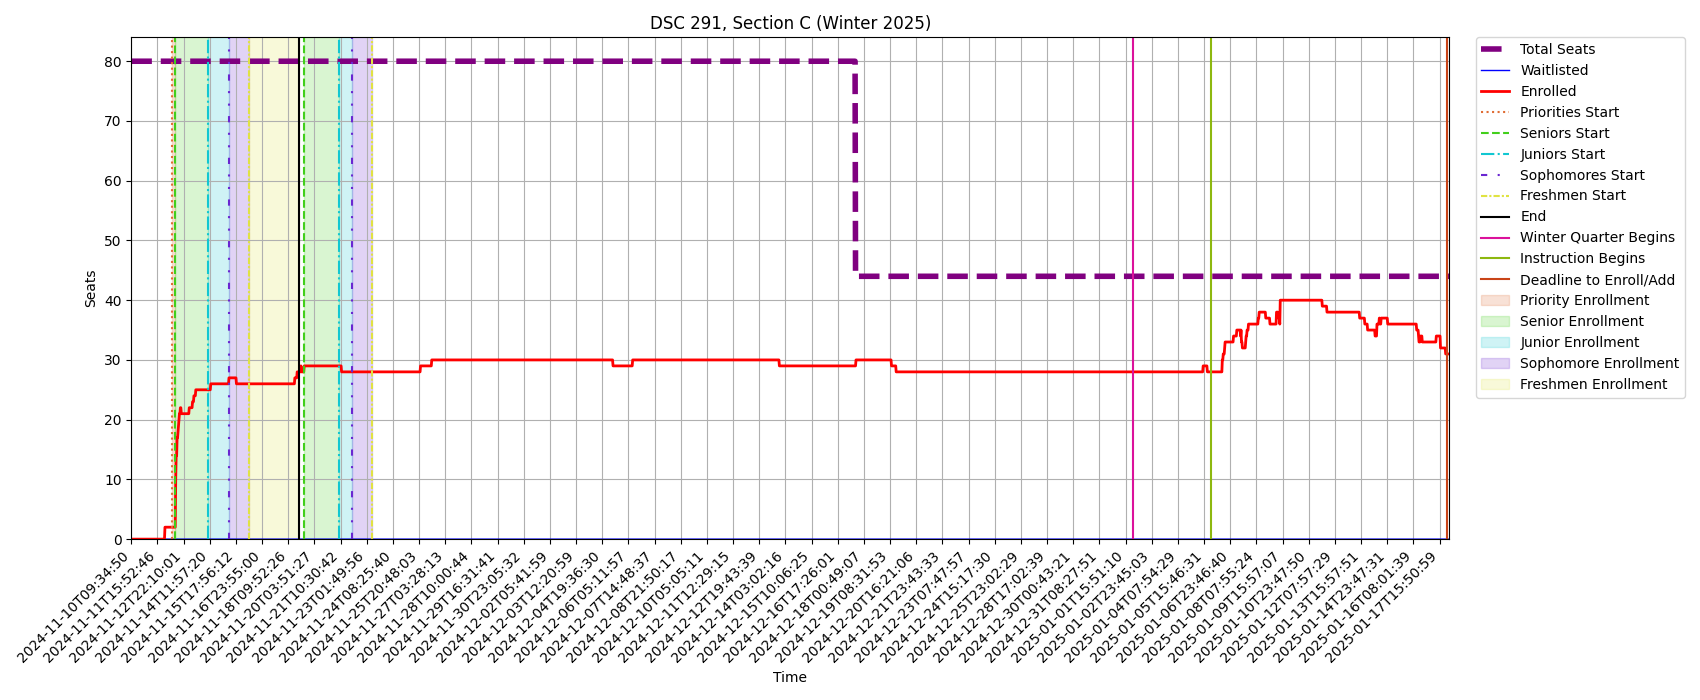 DSC 291, Section C (Winter 2025)
Seats
80
70
60
50
40
30
20
10
0
2024-11-10T09:34:50
2024-11-11T15:52:46
2024-11-12T22:10:01
2024-11-14T11:57:20
2024-11-15T17:56:12
2024-11-16T23:55:00
2024-11-18T09:52:26
2024-11-20T03:51:27
2024-11-21T10:30:42
2024-11-23T01:49:56
2024-11-24T08:25:40
2024-11-25T20:48:03
2024-11-27T03:28:13
2024-11-28T10:00:44
2024-11-29T16:31:41
2024-11-30T23:05:32
2024-12-02T05:41:59
2024-12-03T12:20:59
2024-12-04T19:36:30
2024-12-06T05:11:57
2024-12-07T14:48:37
2024-12-08T21:50:17
2024-12-10T05:05:11
2024-12-11T12:29:15
2024-12-12T19:43:39
2024-12-14T03:02:16
2024-12-15T10:06:25
2024-12-16T17:26:01
2024-12-18T00:49:07
2024-12-19T08:31:53
2024-12-20T16:21:06
2024-12-21T23:43:33
2024-12-23T07:47:57
2024-12-24T15:17:30
2024-12-25T23:02:29
2024-12-28T17:02:39
2024-12-30T00:43:21
2024-12-31T08:27:51
2025-01-01T15:51:10
2025-01-02T23:45:03
2025-01-04T07:54:29
2025-01-05T15:46:31
2025-01-06T23:46:40
2025-01-08T07:55:24
2025-01-09T15:57:07
2025-01-10T23:47:50
2025-01-12T07:57:29
2025-01-13T15:57:51
2025-01-14T23:47:31
2025-01-16T08:01:39
2025-01-17T15:50:59
Time
Total Seats
Waitlisted
Enrolled
Priorities Start
Seniors Start
Juniors Start
Sophomores Start
Freshmen Start
End
Winter Quarter Begins
Instruction Begins
Deadline to Enroll/Add
Priority Enrollment
Senior Enrollment
Junior Enrollment
Sophomore Enrollment
Freshmen Enrollment